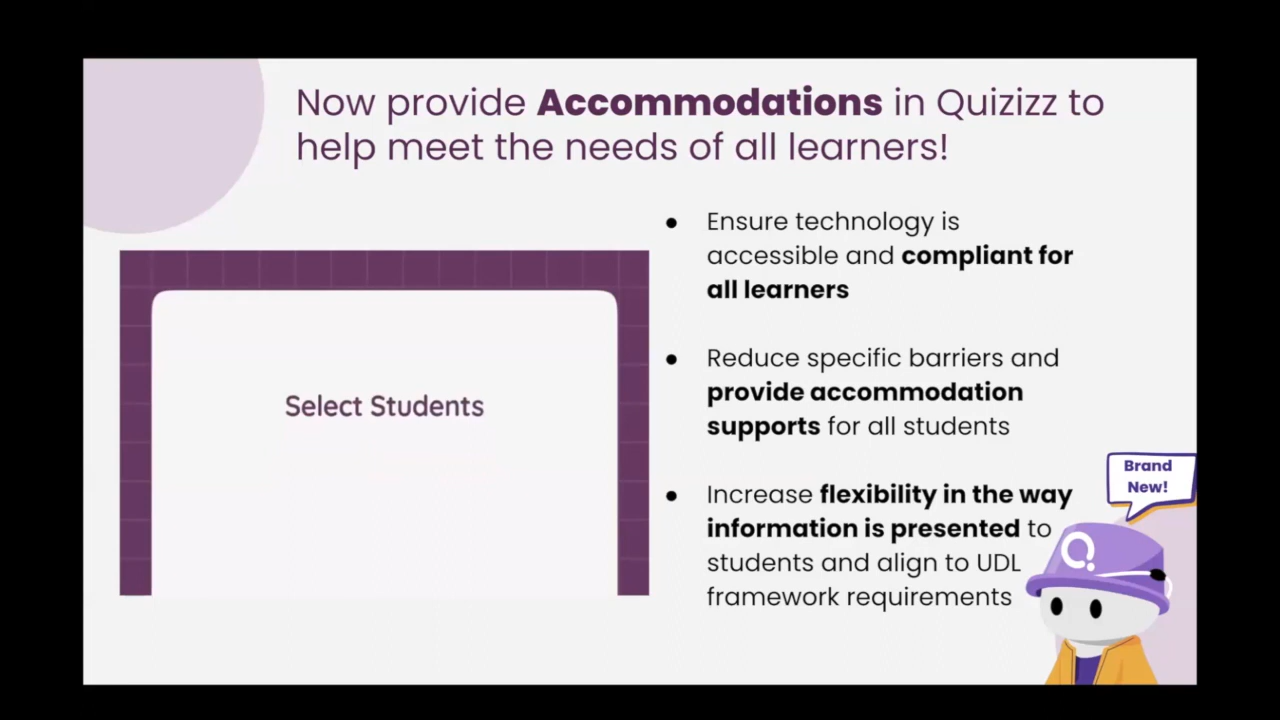 Now provide Accommodations in Quizizz to
help meet the needs of all learners!
Select Students
● Ensure technology is
accessible and compliant for
all learners
● Reduce specific barriers and
provide accommodation
supports for all students
● Increase flexibility in the way
information is presented to
students and align to UDL
framework requirements
Brand
New!